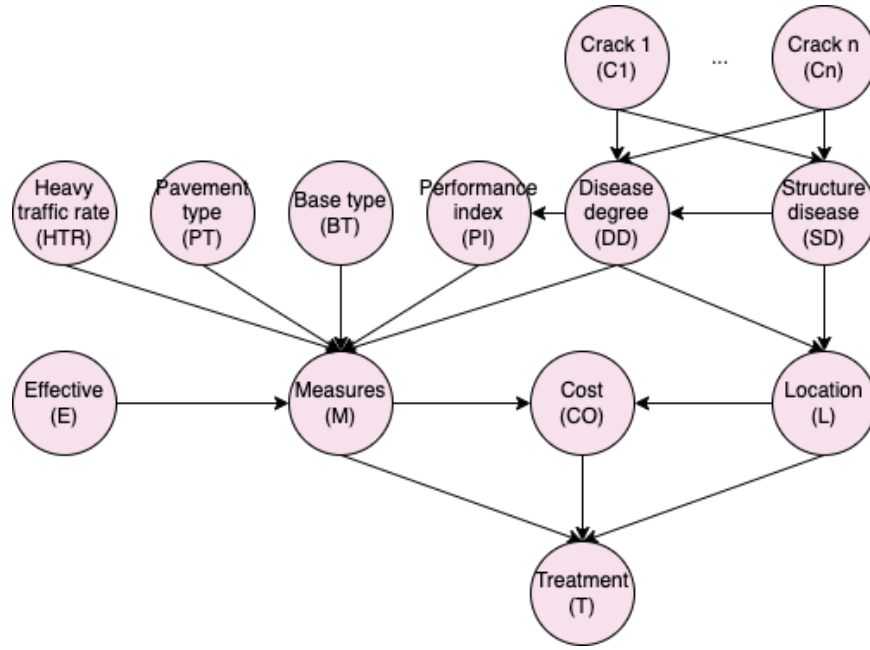 Crack 1
(C1)
...
Crack n
(Cn)
Heavy
traffic rate
(HTR)
Pavement
type
(PT)
Base type
(BT)
Performance
index
(PI)
Disease
degree
(DD)
Structure
disease
(SD)
Effective
(E)
Measures
(M)
Cost
(CO)
Location
(L)
Treatment
(T)